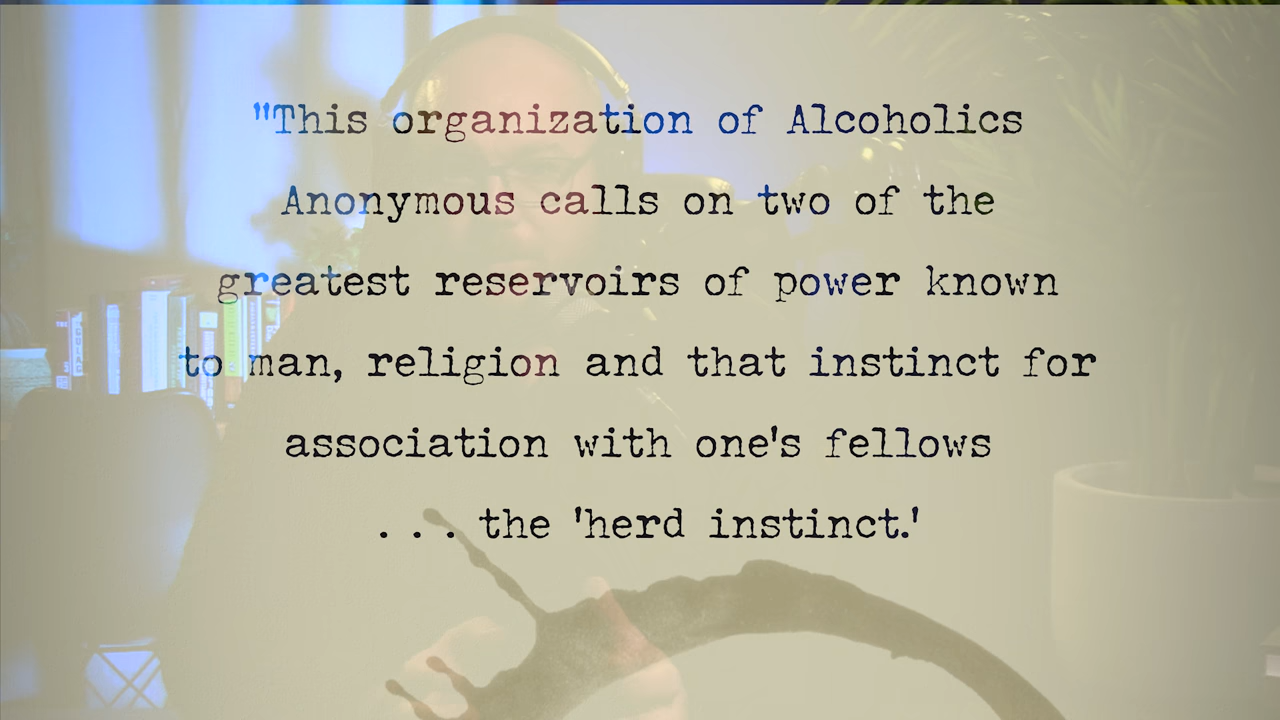 "This organization of Alcoholics
Anonymous calls on two of the
greatest reservoirs of power known
to man, religion and that instinct for
association with one's fellows
. . . the 'herd instinct.'